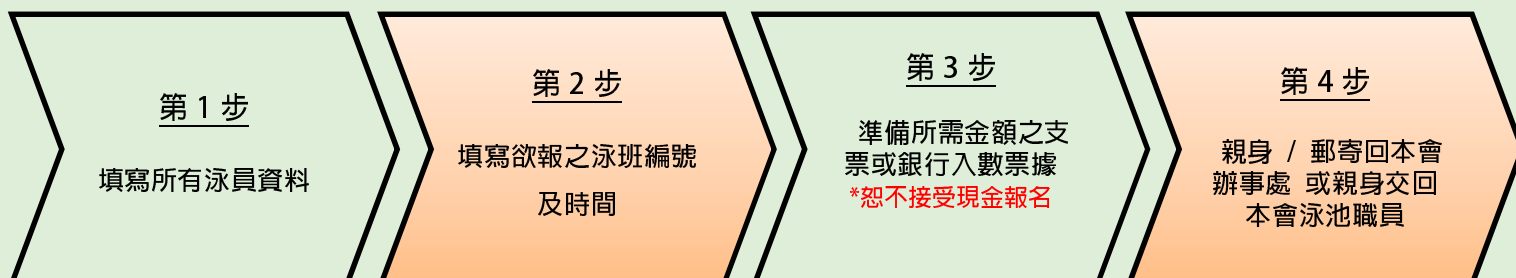 第 1 步
填寫所有泳員資料
第 2 步
填寫欲報之泳班編號
及時間
第 3 步
準備所需金額之支
票或銀行入數票據
*恕不接受現金報名
第 4 步
親身 / 郵寄回本會
辦事處 或親身交回
本會泳池職員